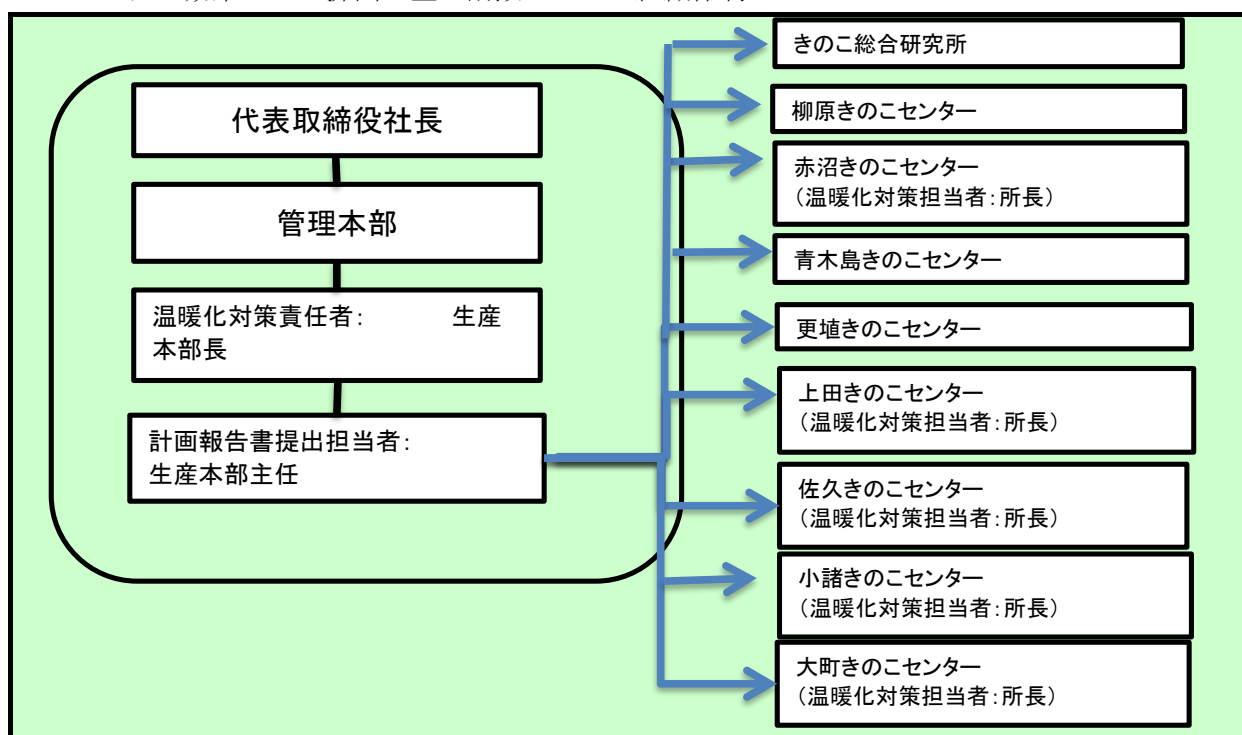 代表取締役社長
管理本部
温暖化対策責任者: 生産
本部長
計画報告書提出担当者:
生産本部主任
きのこ総合研究所
柳原きのこセンター
赤沼きのこセンター
(温暖化対策担当者:所長)
青木島きのこセンター
更埴きのこセンター
上田きのこセンター
(温暖化対策担当者:所長)
佐久きのこセンター
(温暖化対策担当者:所長)
小諸きのこセンター
(温暖化対策担当者:所長)
大町きのこセンター
(温暖化対策担当者:所長)